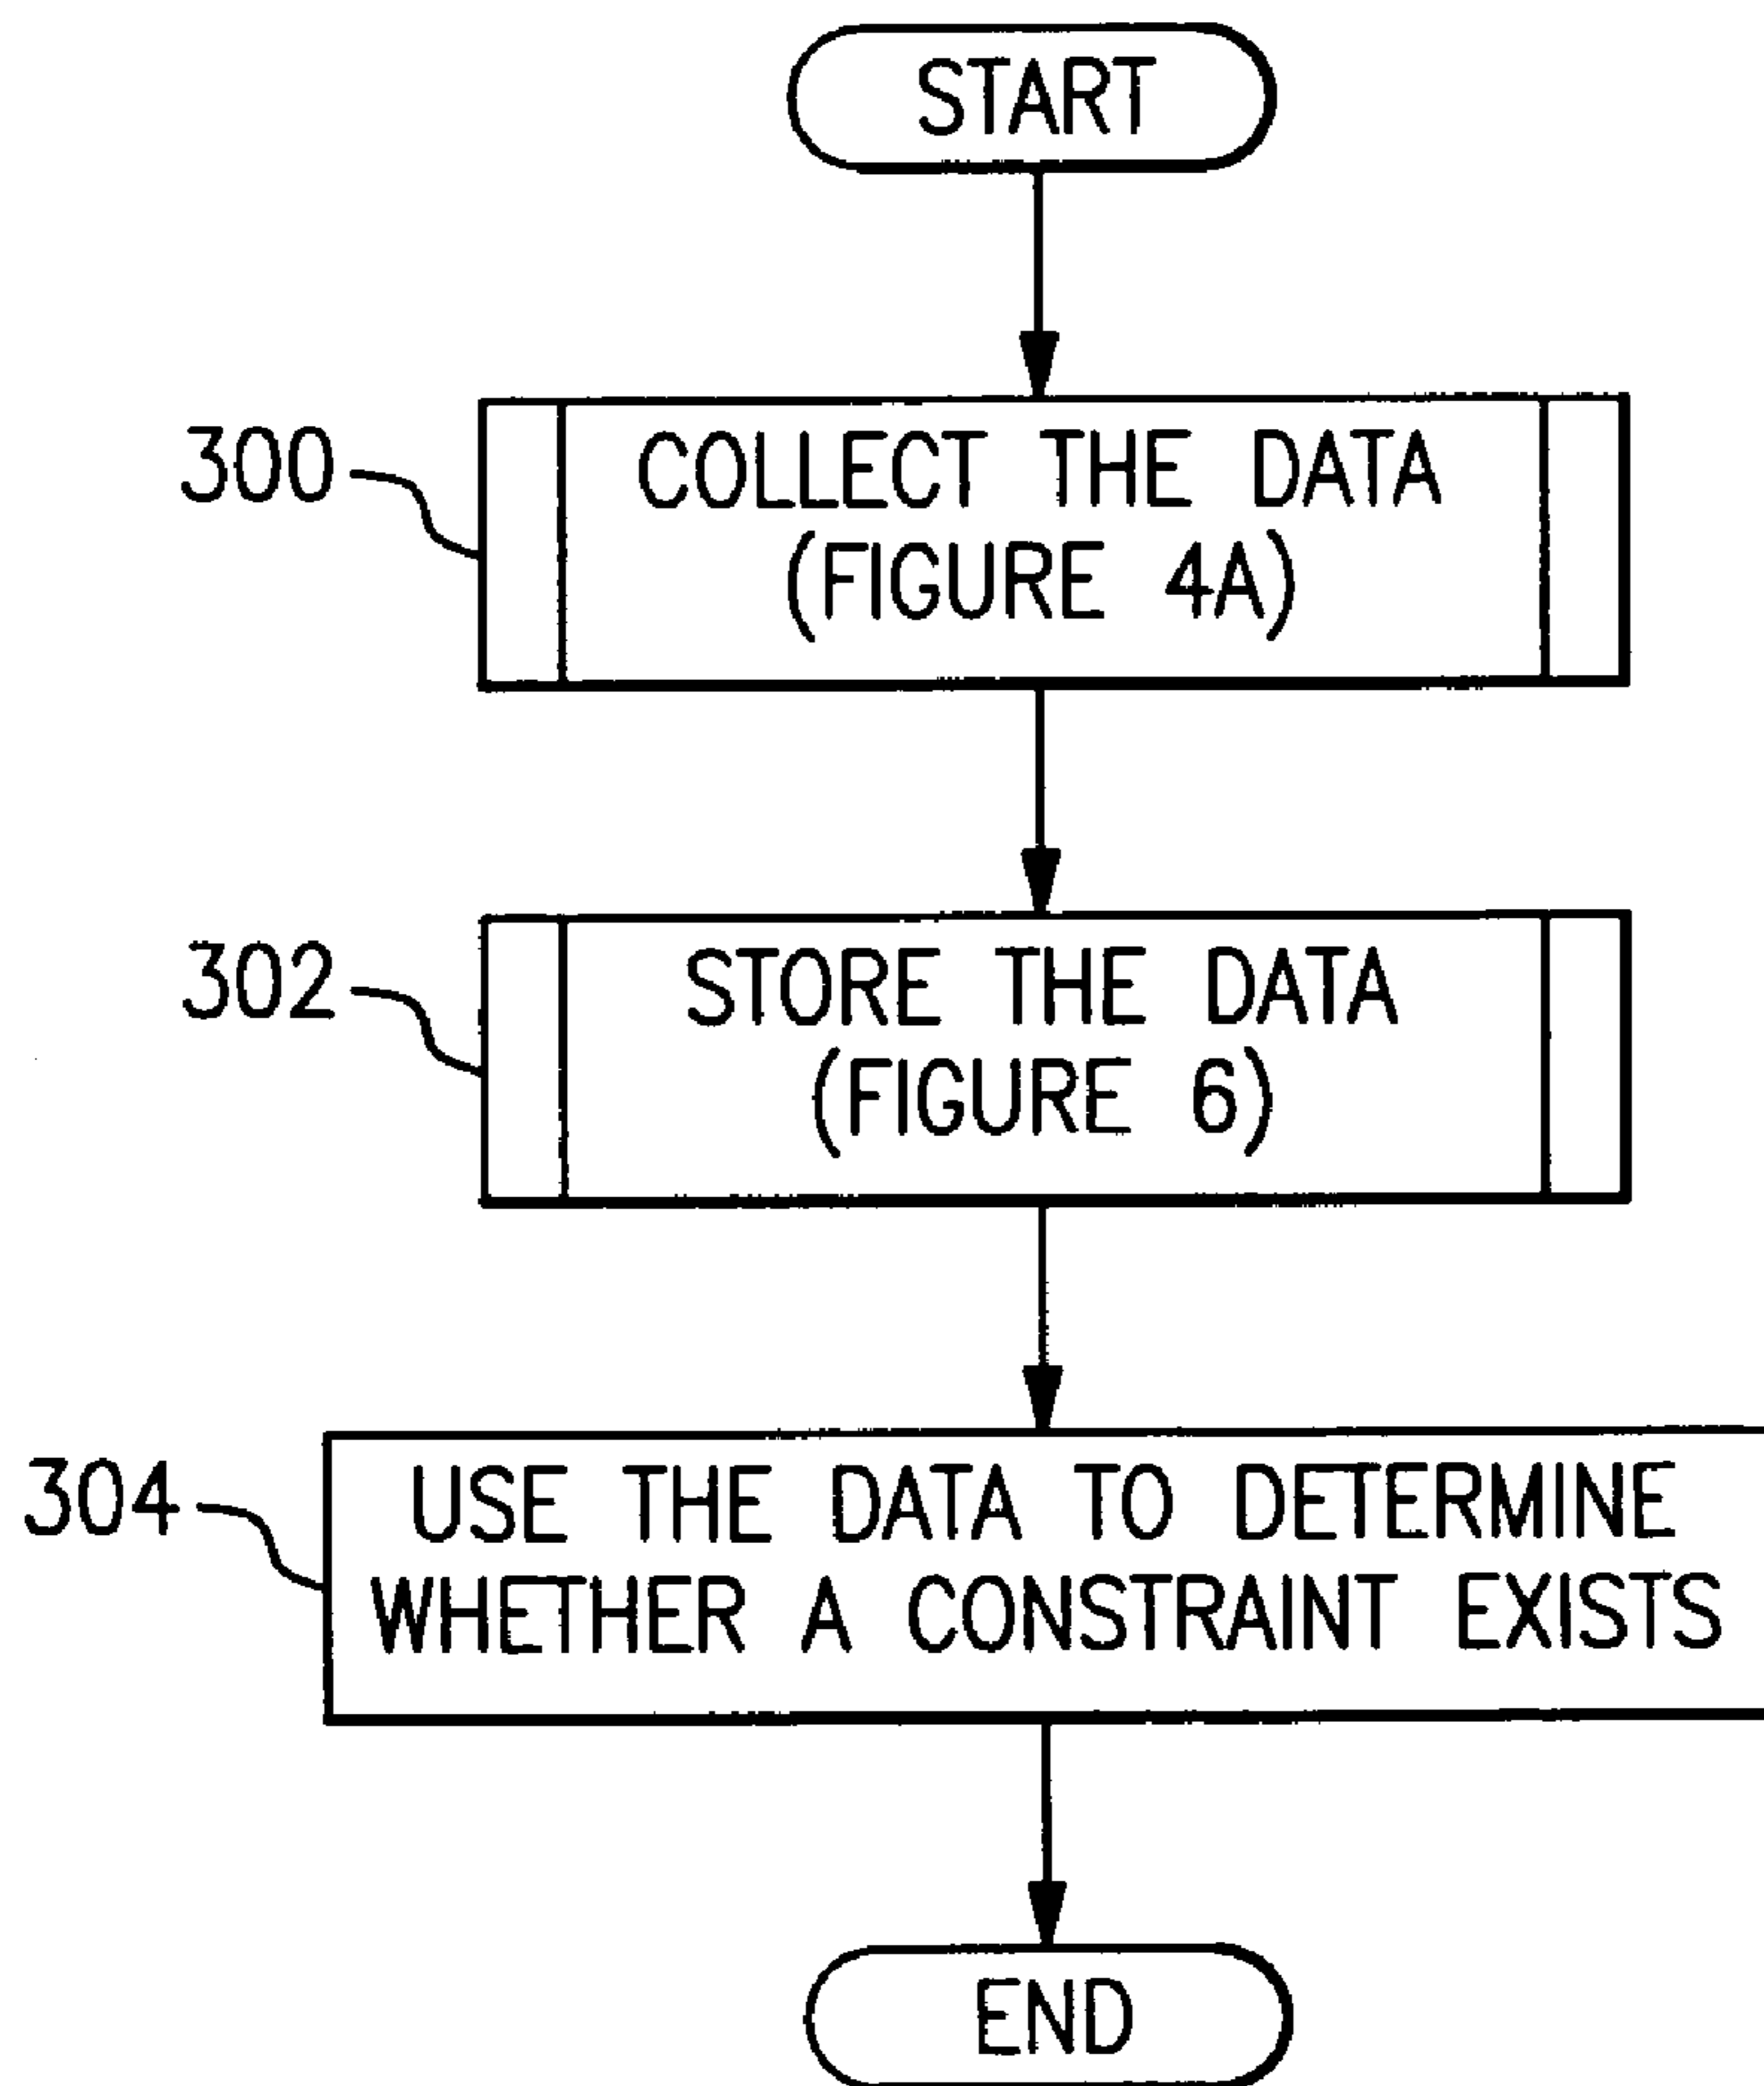 START
300
COLLECT THE DATA
(FIGURE 4A)
302
STORE THE DATA
(FIGURE 6)
304
USE THE DATA TO DETERMINE
WHETHER A CONSTRAINT EXISTS
END